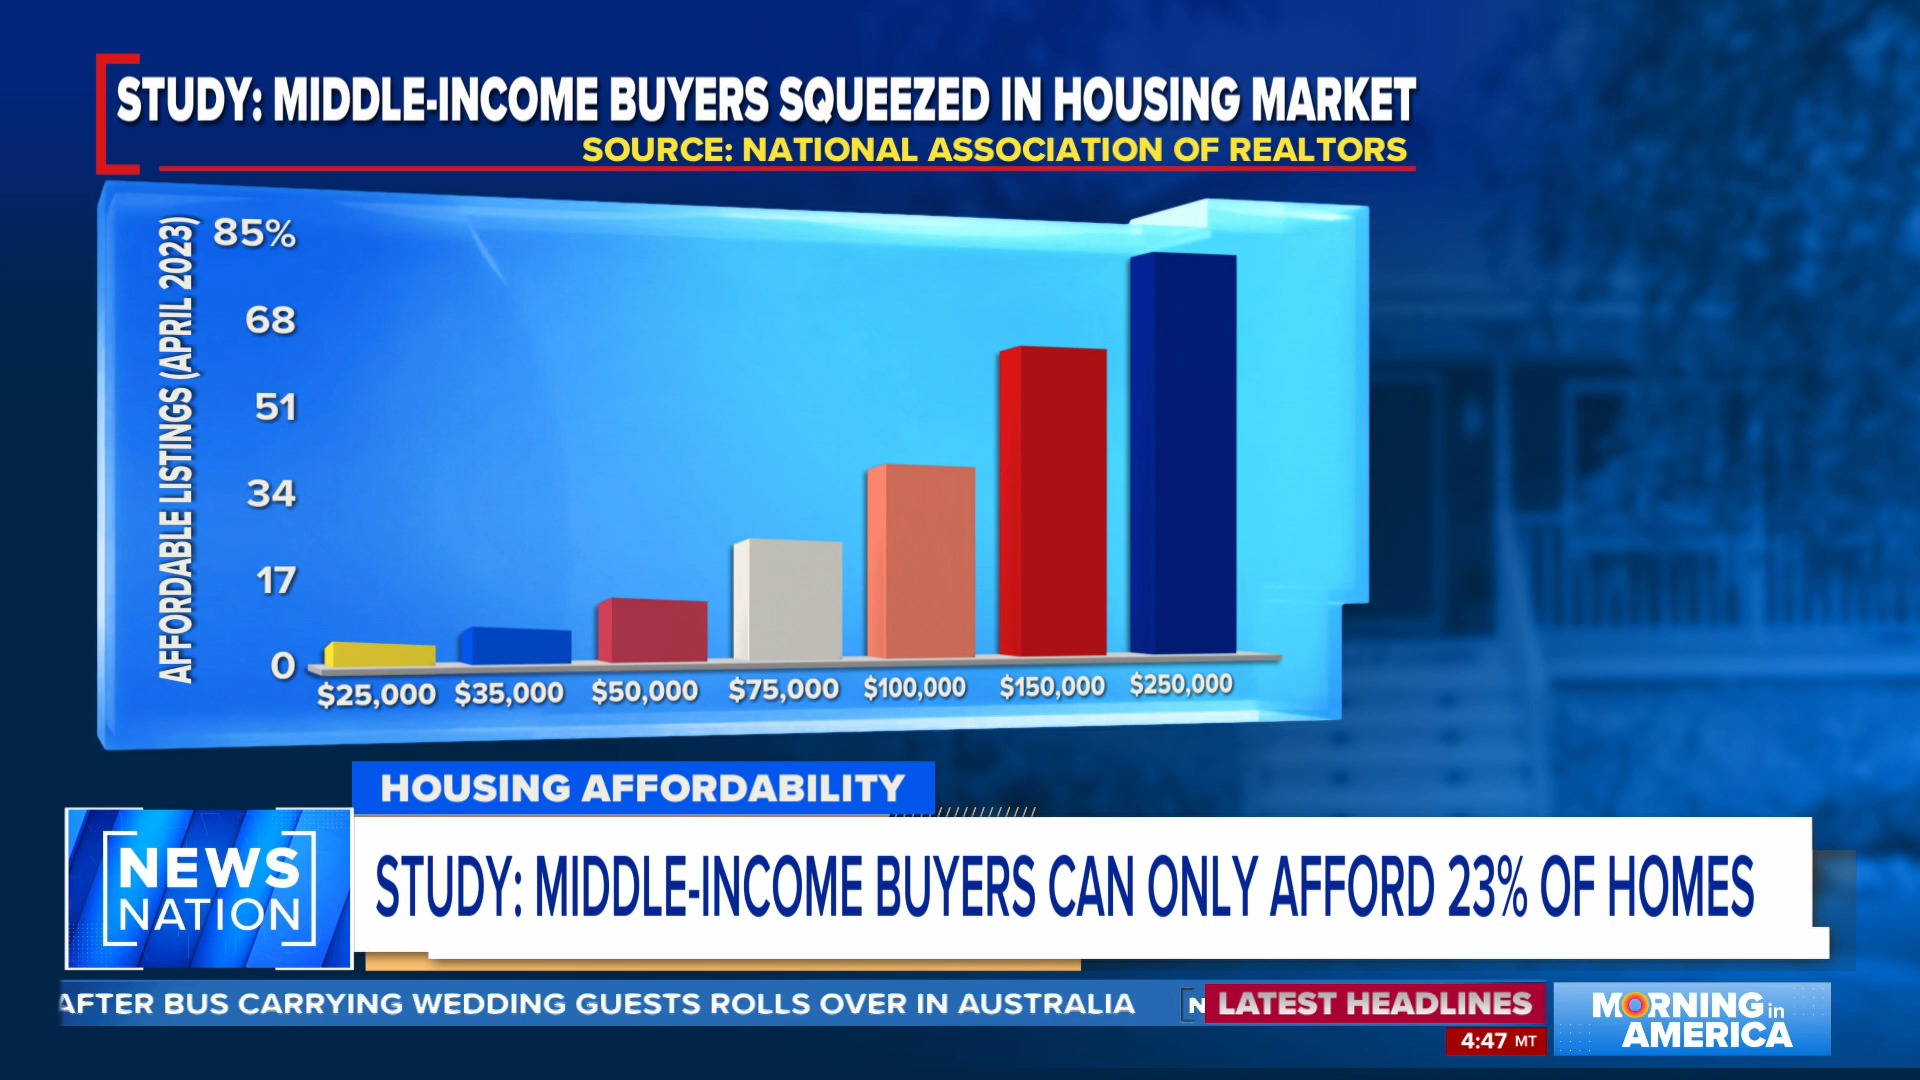 STUDY: MIDDLE-INCOME BUYERS SQUEEZED IN HOUSING MARKET
SOURCE: NATIONAL ASSOCIATION OF REALTORS
AFFORDABLE LISTINGS (APRIL 2023)
85%
68
51
34
17
0
$25,000 $35,000 $50,000 $75,000 $100,000 $150,000 $250,000
HOUSING AFFORDABILITY
NEWS
NATION
STUDY: MIDDLE-INCOME BUYERS CAN ONLY AFFORD 23% OF HOMES
AFTER BUS CARRYING WEDDING GUESTS ROLLS OVER IN AUSTRALIA
LATEST HEADLINES
4:47 MT
MORNING in
AMERICA